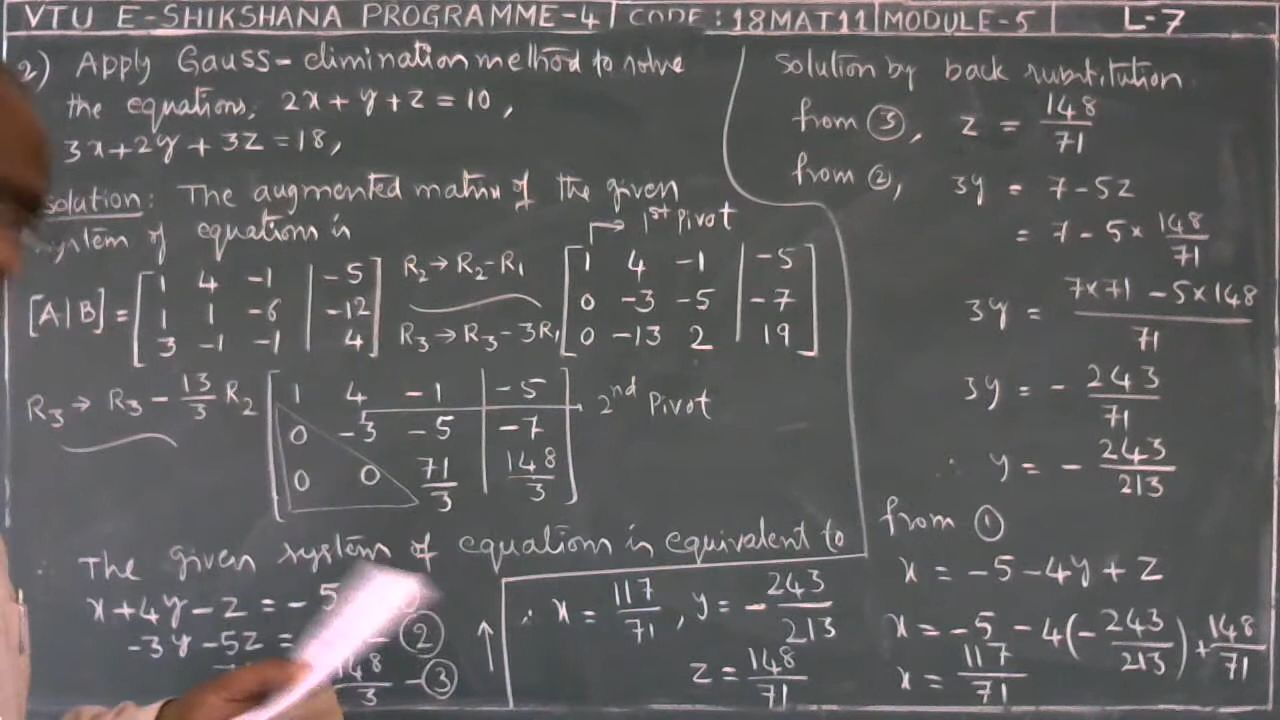 VTU E-SHIKSHANA PROGRAMME-4 | CODE : 18MAT11 | MODULE-5 | L-7
2) Apply Gauss-elimination method to solve
the equations, 2x+y+z=10,
3x+2y+3z=18,
Solution: The augmented matrix of the given
system of equation is
[A|B] = [1 4 -1 | -5] R2→R2-R1 [1 4 -1 | -5] 1st Pivot
[1 1 -6 | -12] [0 -3 -5 | -7]
[3 -1 -1 | 4] R3→R3-3R1 [0 -13 2 | 19]
R3→R3-13/3 R2 [1 4 -1 | -5] 2nd Pivot
[0 -3 -5 | -7]
[0 0 71/3 | 148/3]
∴ The given system of equation is equivalent to
x+4y-z=-5
-3y-5z= -②
148/3 -③
∴ x = 117/71, y = -243/213
z = 148/71
Solution by back substitution
from ③, z = 148/71
from ②, 3y = 7-5z
= 7-5×148/71
3y = 7×71-5×148/71
3y = -243/71
∴ y = -243/213
from ①
x = -5-4y+z
x = -5-4(-243/213)+148/71
x = 117/71